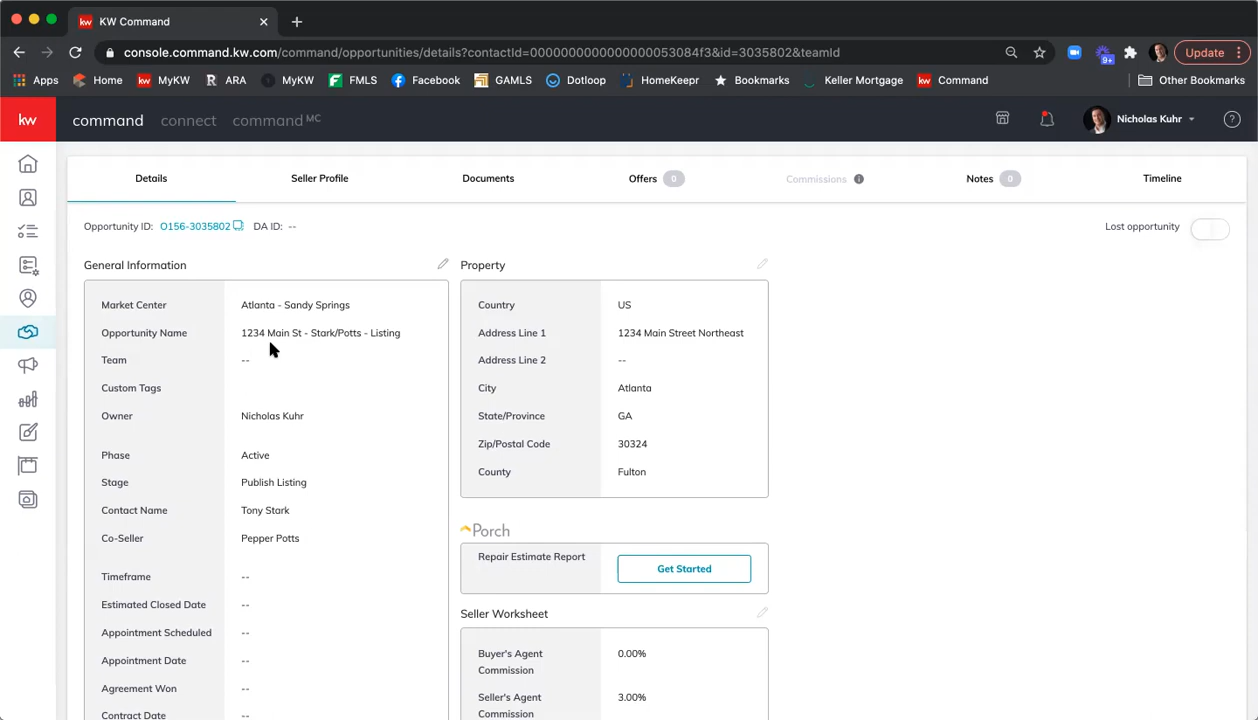 kw KW Command
console.command.kw.com/command/opportunities/details?contactId=0000000000000000053084f3&id=3035802&teamId
9+ Update
Apps Home MyKW ARA MyKW FMLS Facebook GAMLS Dotloop HomeKeepr Bookmarks Keller Mortgage Command Other Bookmarks
kw command connect command MC Nicholas Kuhr
Details Seller Profile Documents Offers 0 Commissions Notes 0 Timeline
Opportunity ID: O156-3035802 DA ID: -- Lost opportunity
General Information
Market Center Atlanta - Sandy Springs
Opportunity Name 1234 Main St - Stark/Potts - Listing
Team --
Custom Tags
Owner Nicholas Kuhr
Phase Active
Stage Publish Listing
Contact Name Tony Stark
Co-Seller Pepper Potts
Timeframe --
Estimated Closed Date --
Appointment Scheduled --
Appointment Date --
Agreement Won --
Contract Date --
Property
Country US
Address Line 1 1234 Main Street Northeast
Address Line 2 --
City Atlanta
State/Province GA
Zip/Postal Code 30324
County Fulton
Porch
Repair Estimate Report Get Started
Seller Worksheet
Buyer's Agent 0.00%
Commission
Seller's Agent 3.00%
Commission